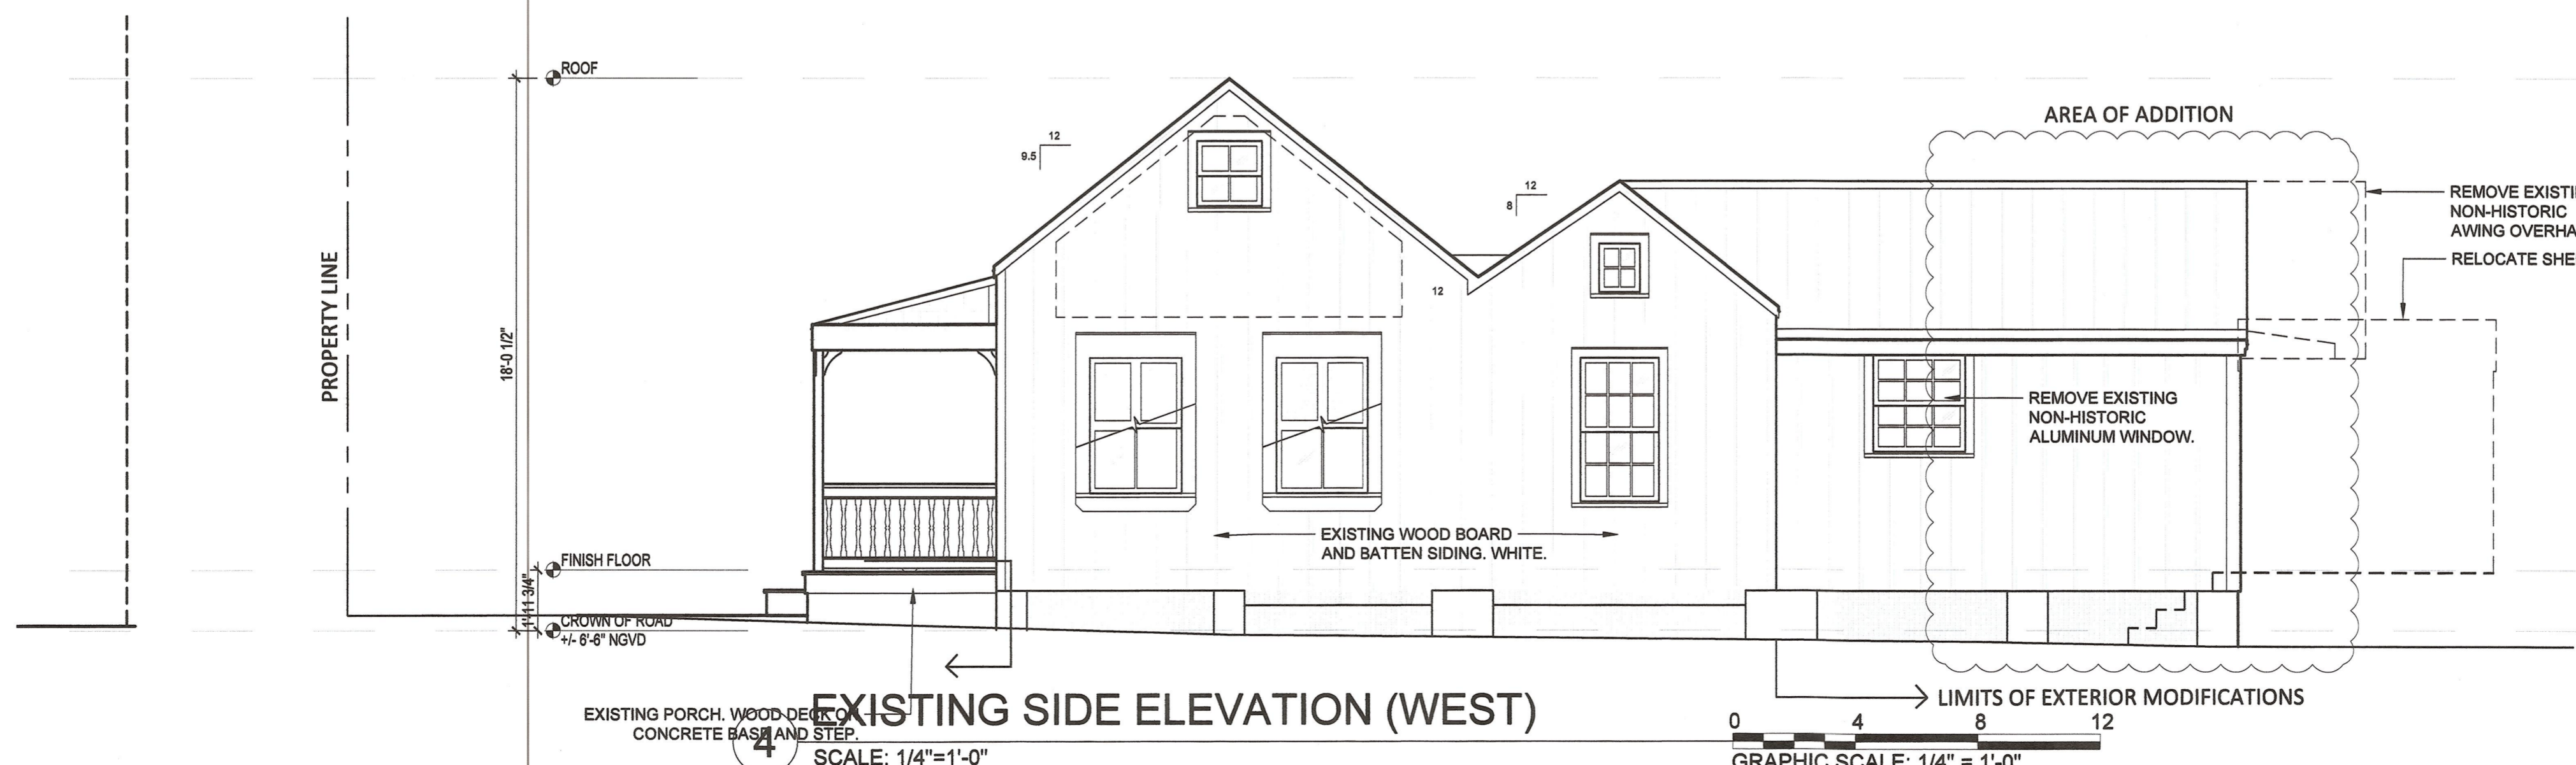 ROOF
AREA OF ADDITION
12
9.5
12
8
REMOVE
NON-HISTORIC
AWING
RELOCATE
PROPERTY LINE
18'-0 1/2"
12
REMOVE EXISTING
NON-HISTORIC
ALUMINUM WINDOW.
EXISTING WOOD BOARD
AND BATTEN SIDING. WHITE.
FINISH FLOOR
1'-11 3/4"
CROWN OF ROAD
+/- 6'-6" NGVD
EXISTING PORCH. WOOD DECK ON
CONCRETE BASE AND STEP.
4
EXISTING SIDE ELEVATION (WEST)
SCALE: 1/4"=1'-0"
LIMITS OF EXTERIOR MODIFICATIONS
0 4 8 12
GRAPHIC SCALE: 1/4" = 1'-0"